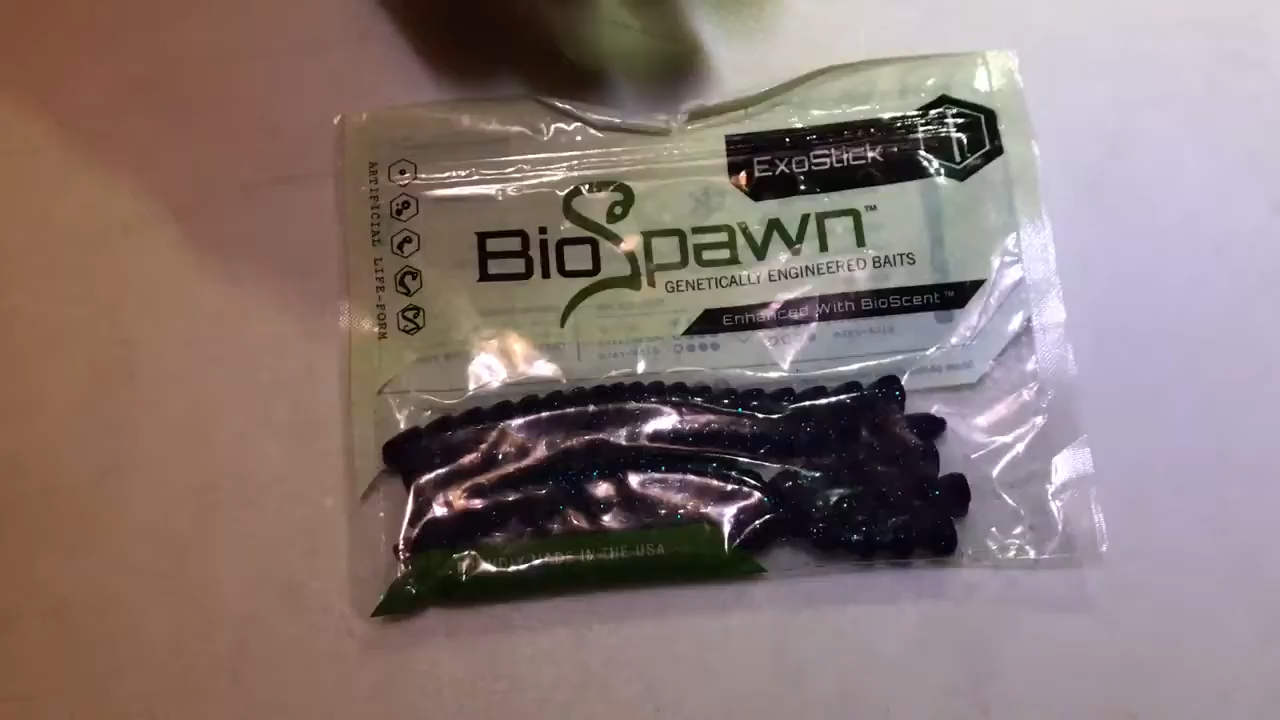 ExoStick
ARTIFICIAL LIFE-FORM
BioSpawn™
GENETICALLY ENGINEERED BAITS
Enhanced With BioScent™
MADE IN THE USA